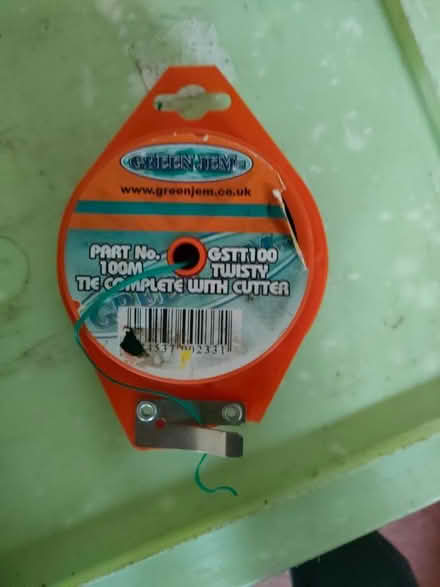 GREEN JEM
www.greenjem.co.uk
PART No. GSTT100
100M TWISTY
TIE COMPLETE WITH CUTTER